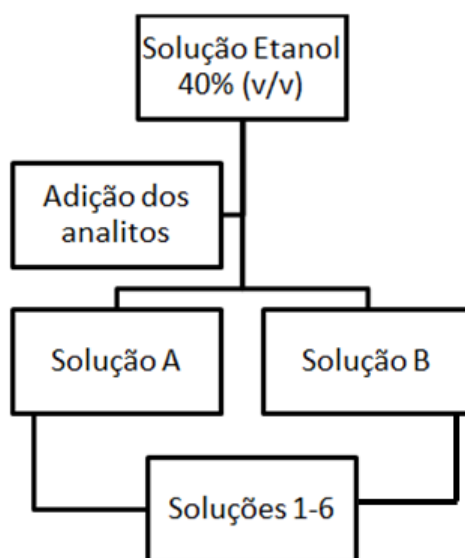 Solução Etanol
40% (v/v)
Adição dos
analitos
Solução A
Solução B
Soluções 1-6